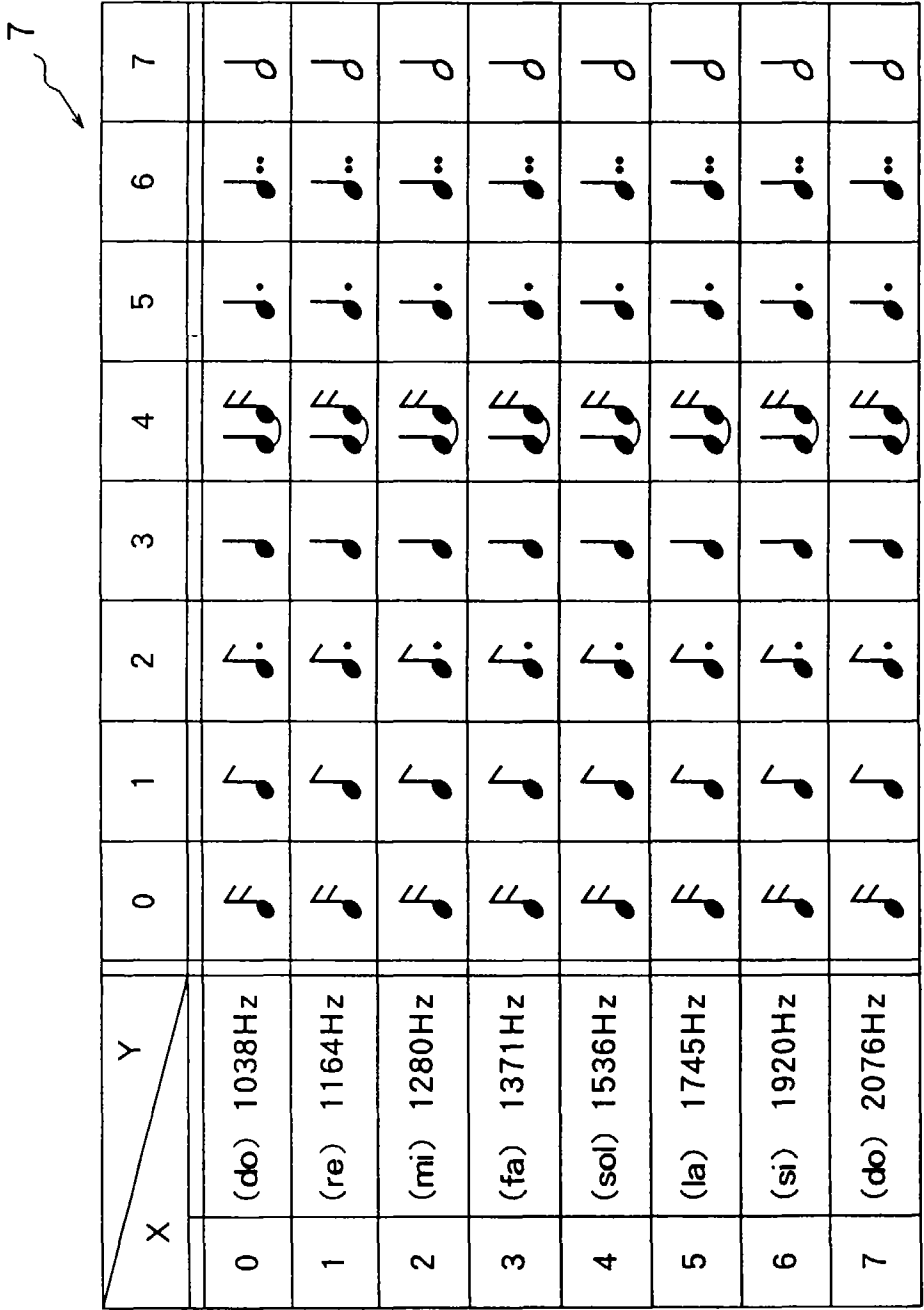 7
X Y 0 1 2 3 4 5 6 7
0 (do) 1038Hz
1 (re) 1164Hz
2 (mi) 1280Hz
3 (fa) 1371Hz
4 (sol) 1536Hz
5 (la) 1745Hz
6 (si) 1920Hz
7 (do) 2076Hz